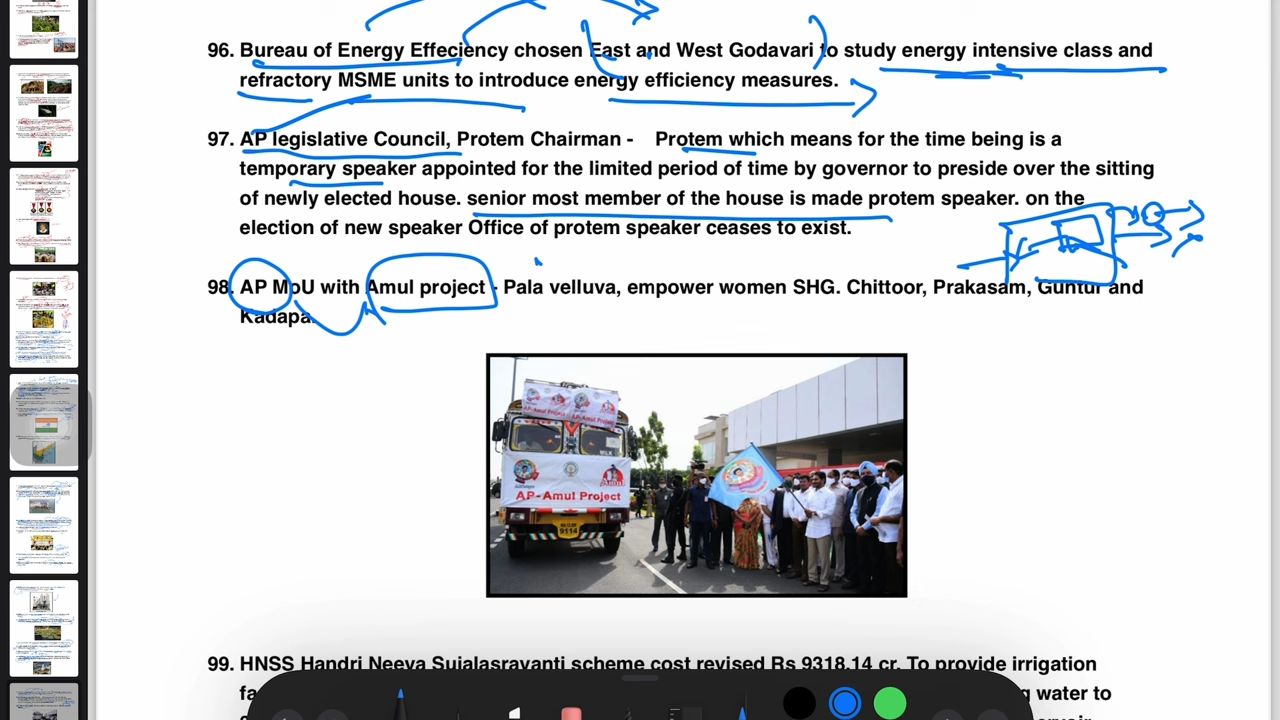 96. Bureau of Energy Effeciency chosen East and West Godavari to study energy intensive class and
refractory MSME units to introduce energy efficiency measures.
97. AP legislative Council, Protem Chairman - Protem which means for the time being is a
temporary speaker appointed for the limited period of time by governor to preside over the sitting
of newly elected house. senior most member of the house is made protem speaker. on the
election of new speaker Office of protem speaker ceases to exist.
98. AP MoU with Amul project - Pala velluva, empower women SHG. Chittoor, Prakasam, Guntur and
Kadapa.
AP-Amul Project
9114
99. HNSS Handri Neeva Sujalasravanti scheme cost revised Rs 9318.14 cr. To provide irrigation
water to